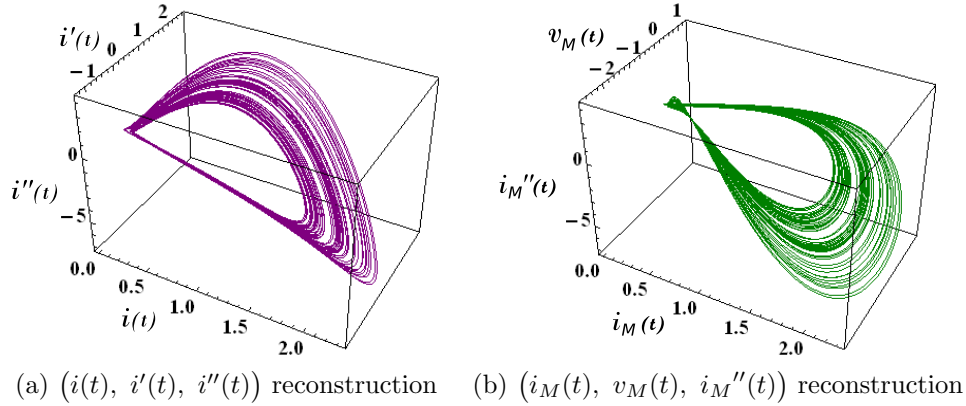 2
1
i'(t)
0
−1
0
i''(t)
−5
0.0
0.5
i(t)
1.0
1.5
2.0
1
v_M(t)
0
−1
−2
0
i_M''(t)
−5
0.0
0.5
1.0
i_M(t)
1.5
2.0
(a) (i(t), i′(t), i′′(t)) reconstruction
(b) (i_M(t), v_M(t), i_M′′(t)) reconstruction